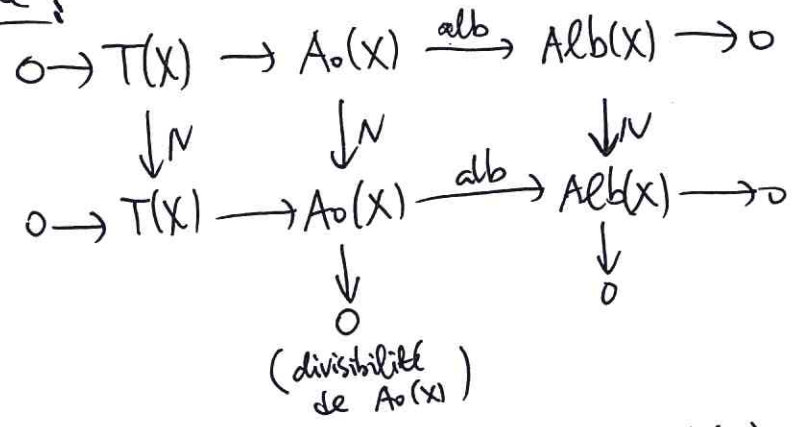 0 → T(X) → A₀(X) alb→ Alb(X) → 0
↓N ↓N ↓N
0 → T(X) → A₀(X) alb→ Alb(X) → 0
↓ ↓
0 0
(divisibilité
de A₀(X))